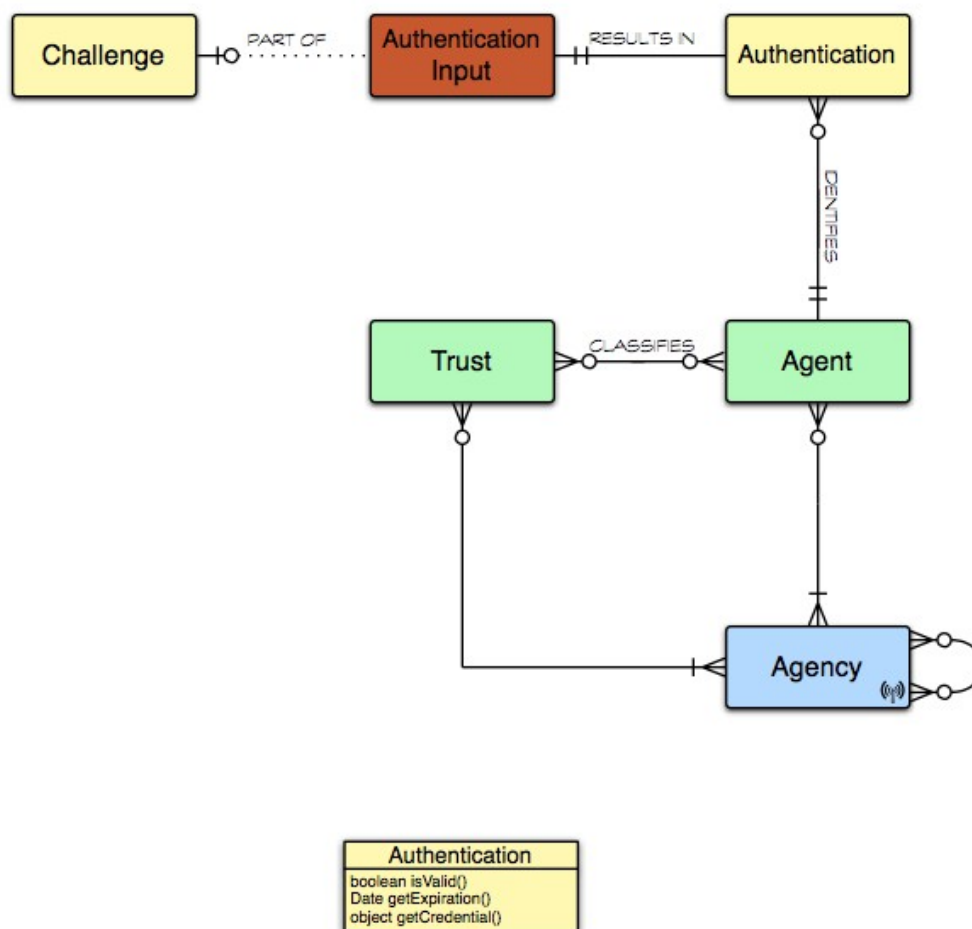 Challenge
PART OF
Authentication
Input
RESULTS IN
Authentication
IDENTIFIES
Trust
CLASSIFIES
Agent
Agency
Authentication
boolean isValid()
Date getExpiration()
object getCredential()